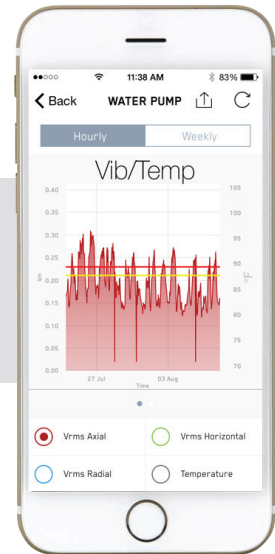 11:38 AM 83%
Back WATER PUMP
Hourly Weekly
Vib/Temp
0.40 105
0.35 100
0.30 95
0.25 90
0.20 85
0.15 80
0.10 75
0.05 70
0.00
ips
°F
27 Jul 03 Aug
Time
Vrms Axial Vrms Horizontal
Vrms Radial Temperature